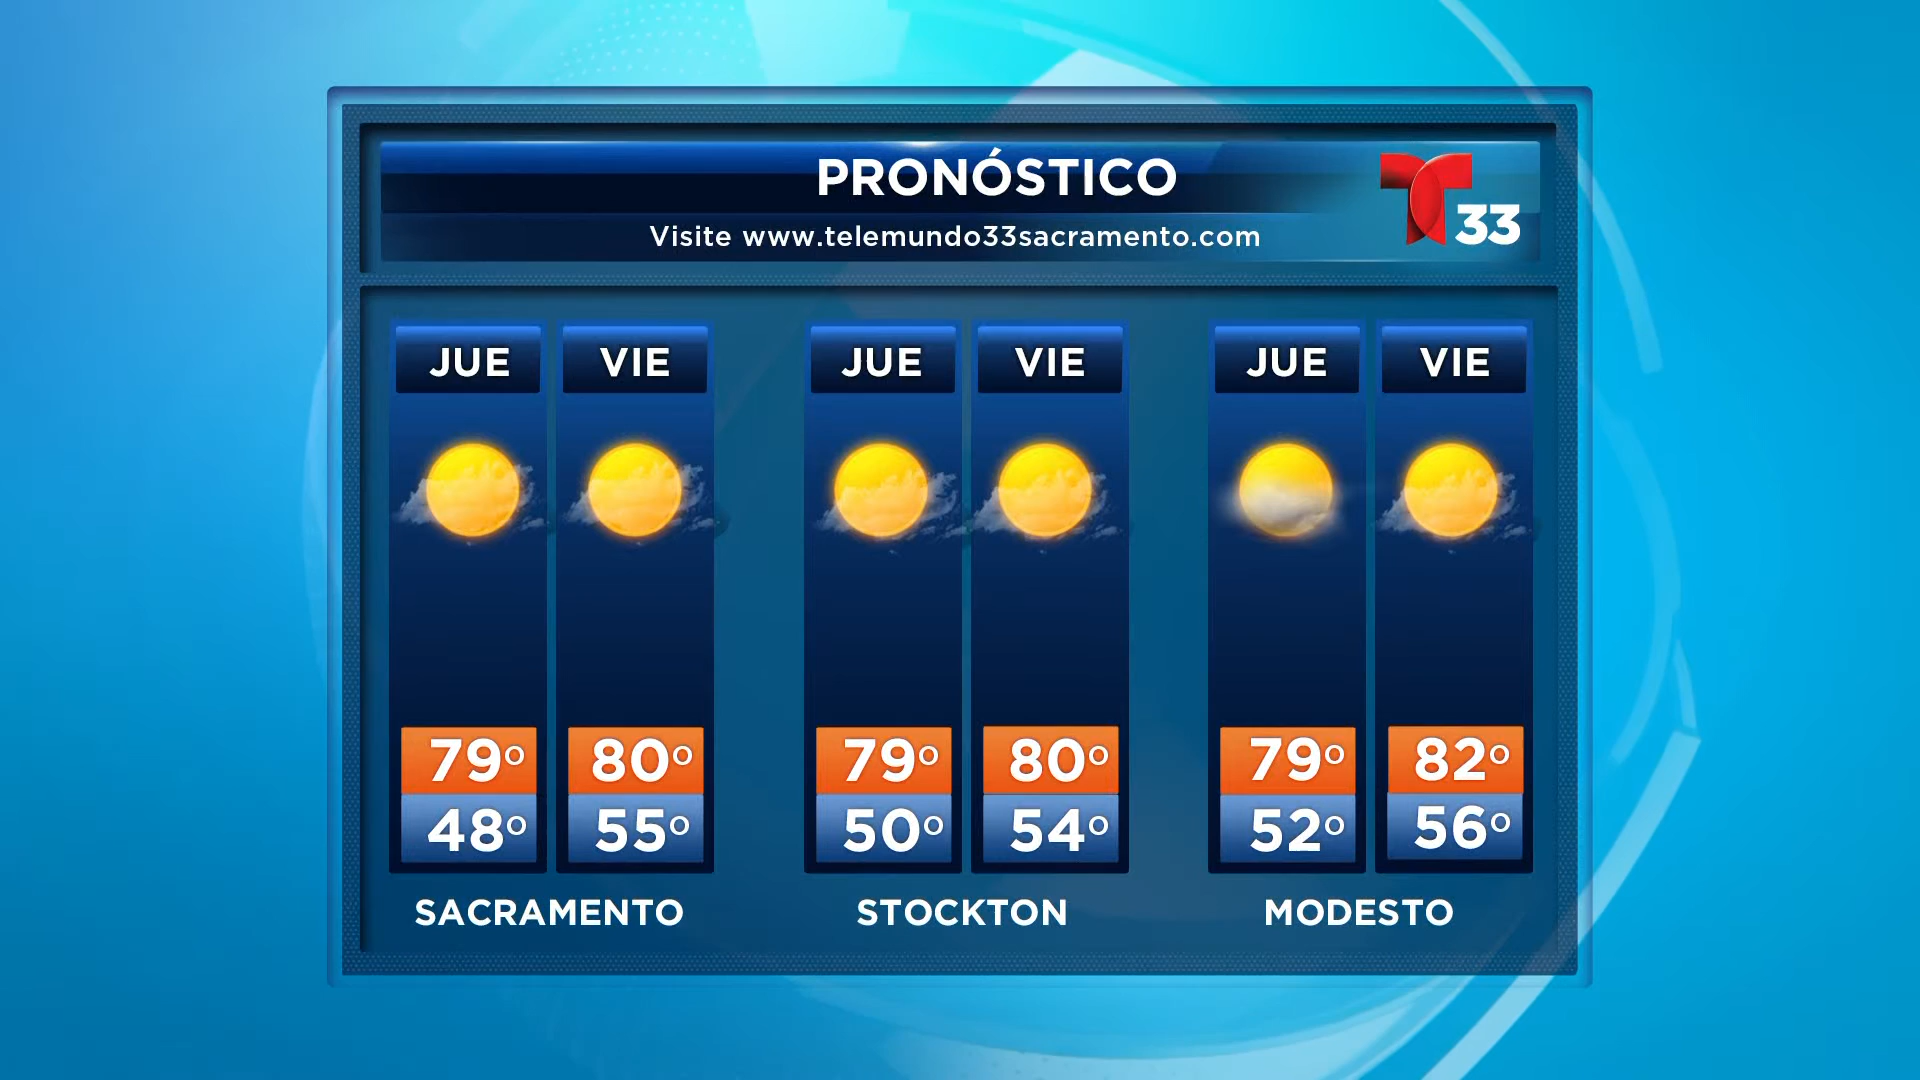 PRONÓSTICO
Visite www.telemundo33sacramento.com
33
JUE VIE JUE VIE JUE VIE
79° 80° 79° 80° 79° 82°
48° 55° 50° 54° 52° 56°
SACRAMENTO STOCKTON MODESTO